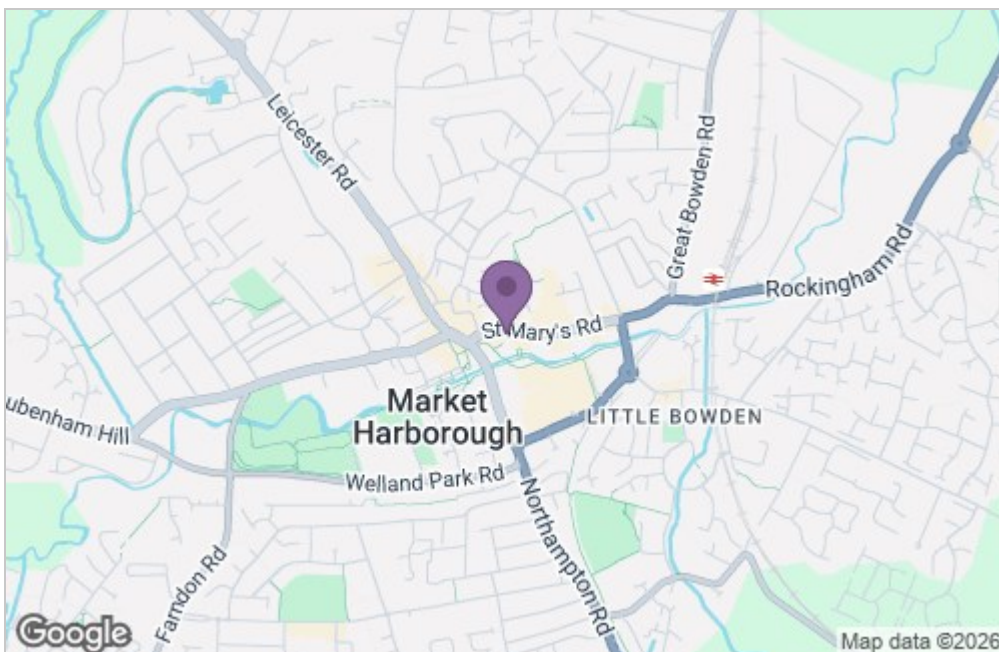 Leicester Rd
Great Bowden Rd
Rockingham Rd
St Mary's Rd
Market
Harborough
LITTLE BOWDEN
ubenham Hill
Welland Park Rd
Northampton Rd
Farndon Rd
Google
Map data ©2026